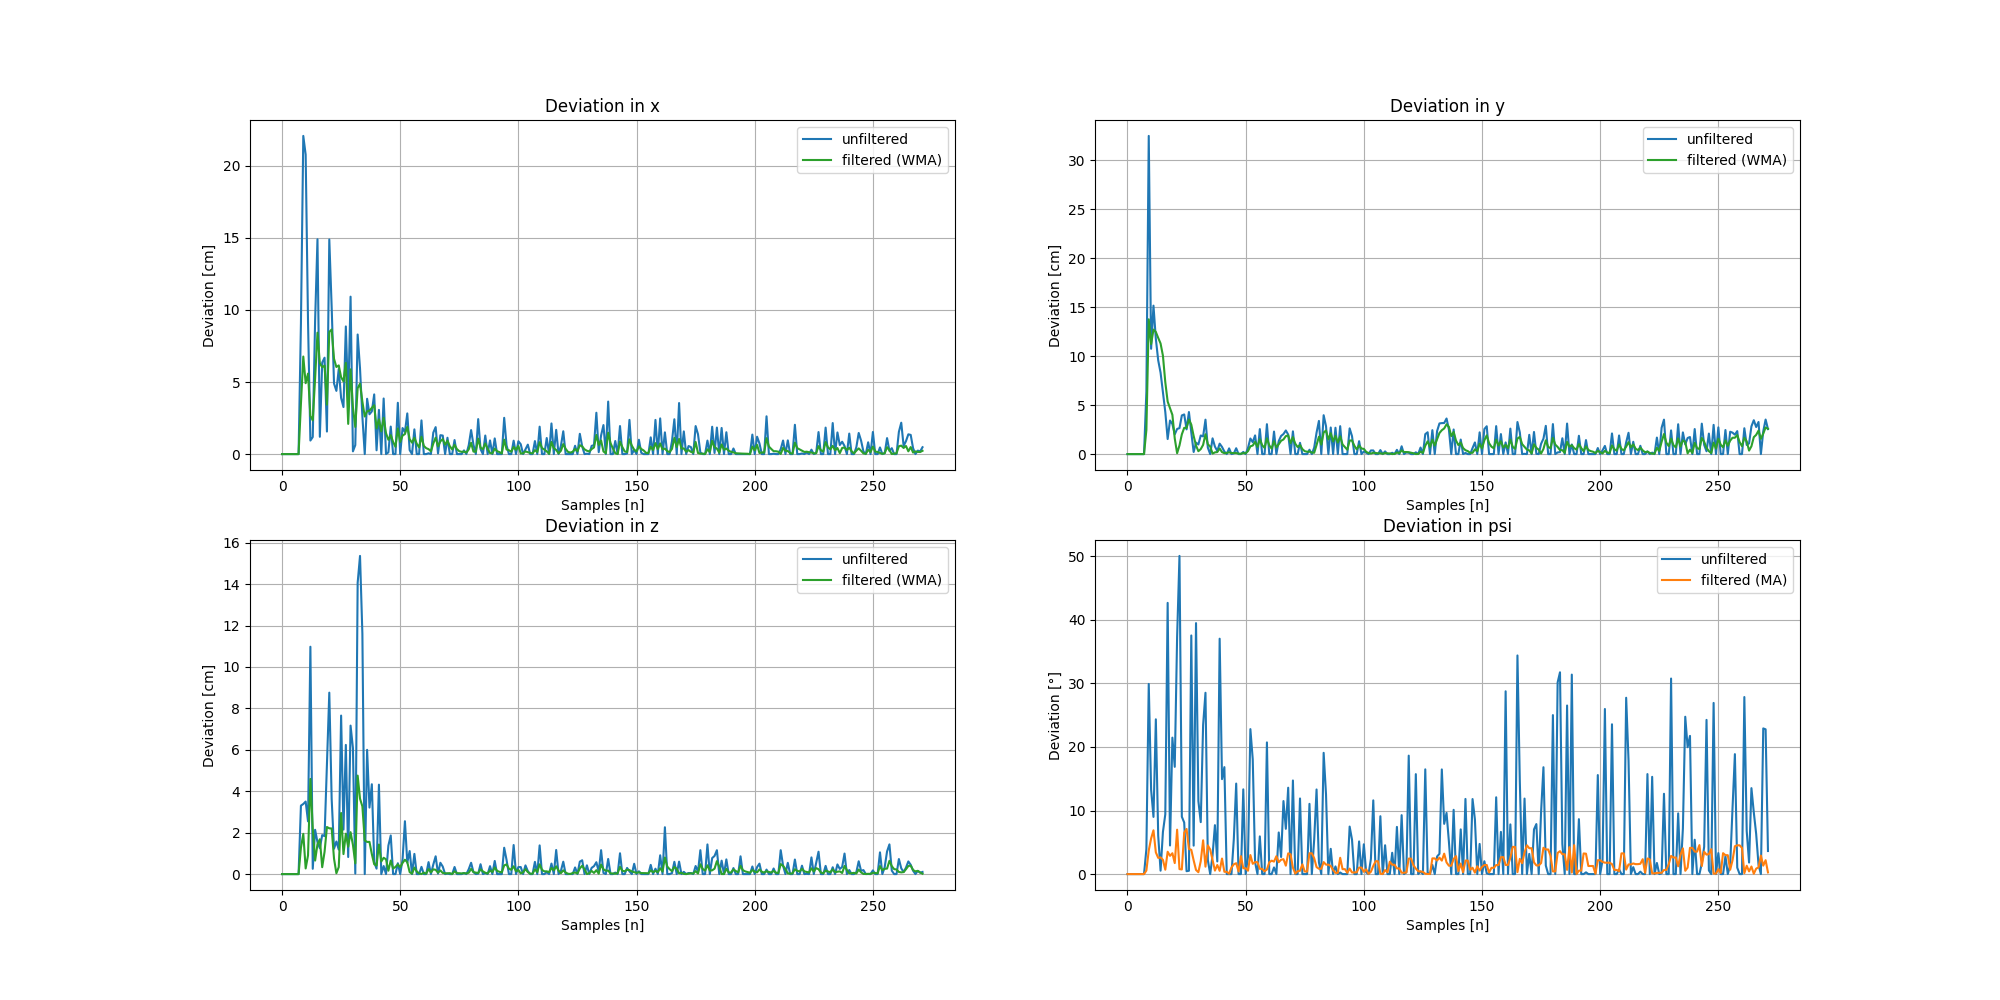 Deviation in x
unfiltered
filtered (WMA)
Deviation [cm]
20
15
10
5
0
0 50 100 150 200 250
Samples [n]
Deviation in y
unfiltered
filtered (WMA)
Deviation [cm]
30
25
20
15
10
5
0
0 50 100 150 200 250
Samples [n]
Deviation in z
unfiltered
filtered (WMA)
Deviation [cm]
16
14
12
10
8
6
4
2
0
0 50 100 150 200 250
Samples [n]
Deviation in psi
unfiltered
filtered (MA)
Deviation [°]
50
40
30
20
10
0
0 50 100 150 200 250
Samples [n]